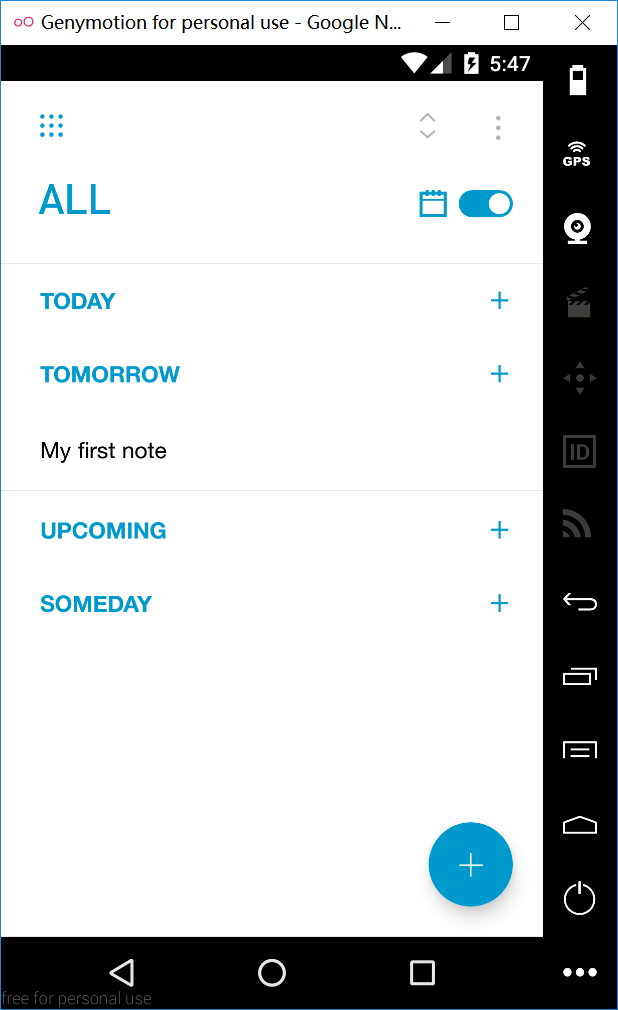 Genymotion for personal use - Google N...
5:47
GPS
ALL
TODAY
TOMORROW
My first note
ID
UPCOMING
SOMEDAY
free for personal use